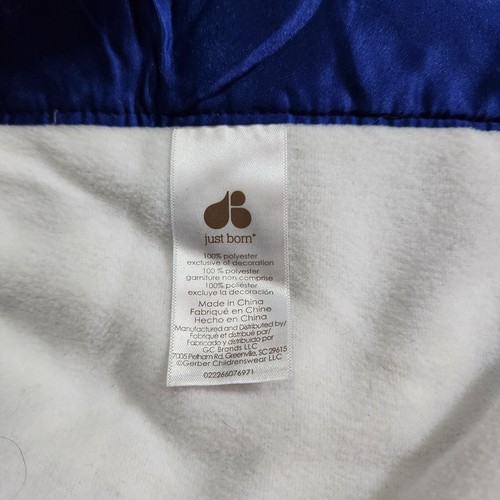 just born®
100% polyester
exclusive of decoration
100 % polyester
garniture non comprise
100% poliéster
excluye la decoración
Made in China
Fabriqué en China
Hecho en China
Manufactured and Distributed by/
Fabriqué et distribué par/
Fabricado y distribuido por
GC Brands LLC
7005 Pelham Rd, Greenville, SC 29615
©Gerber Childrenswear LLC
022266076971